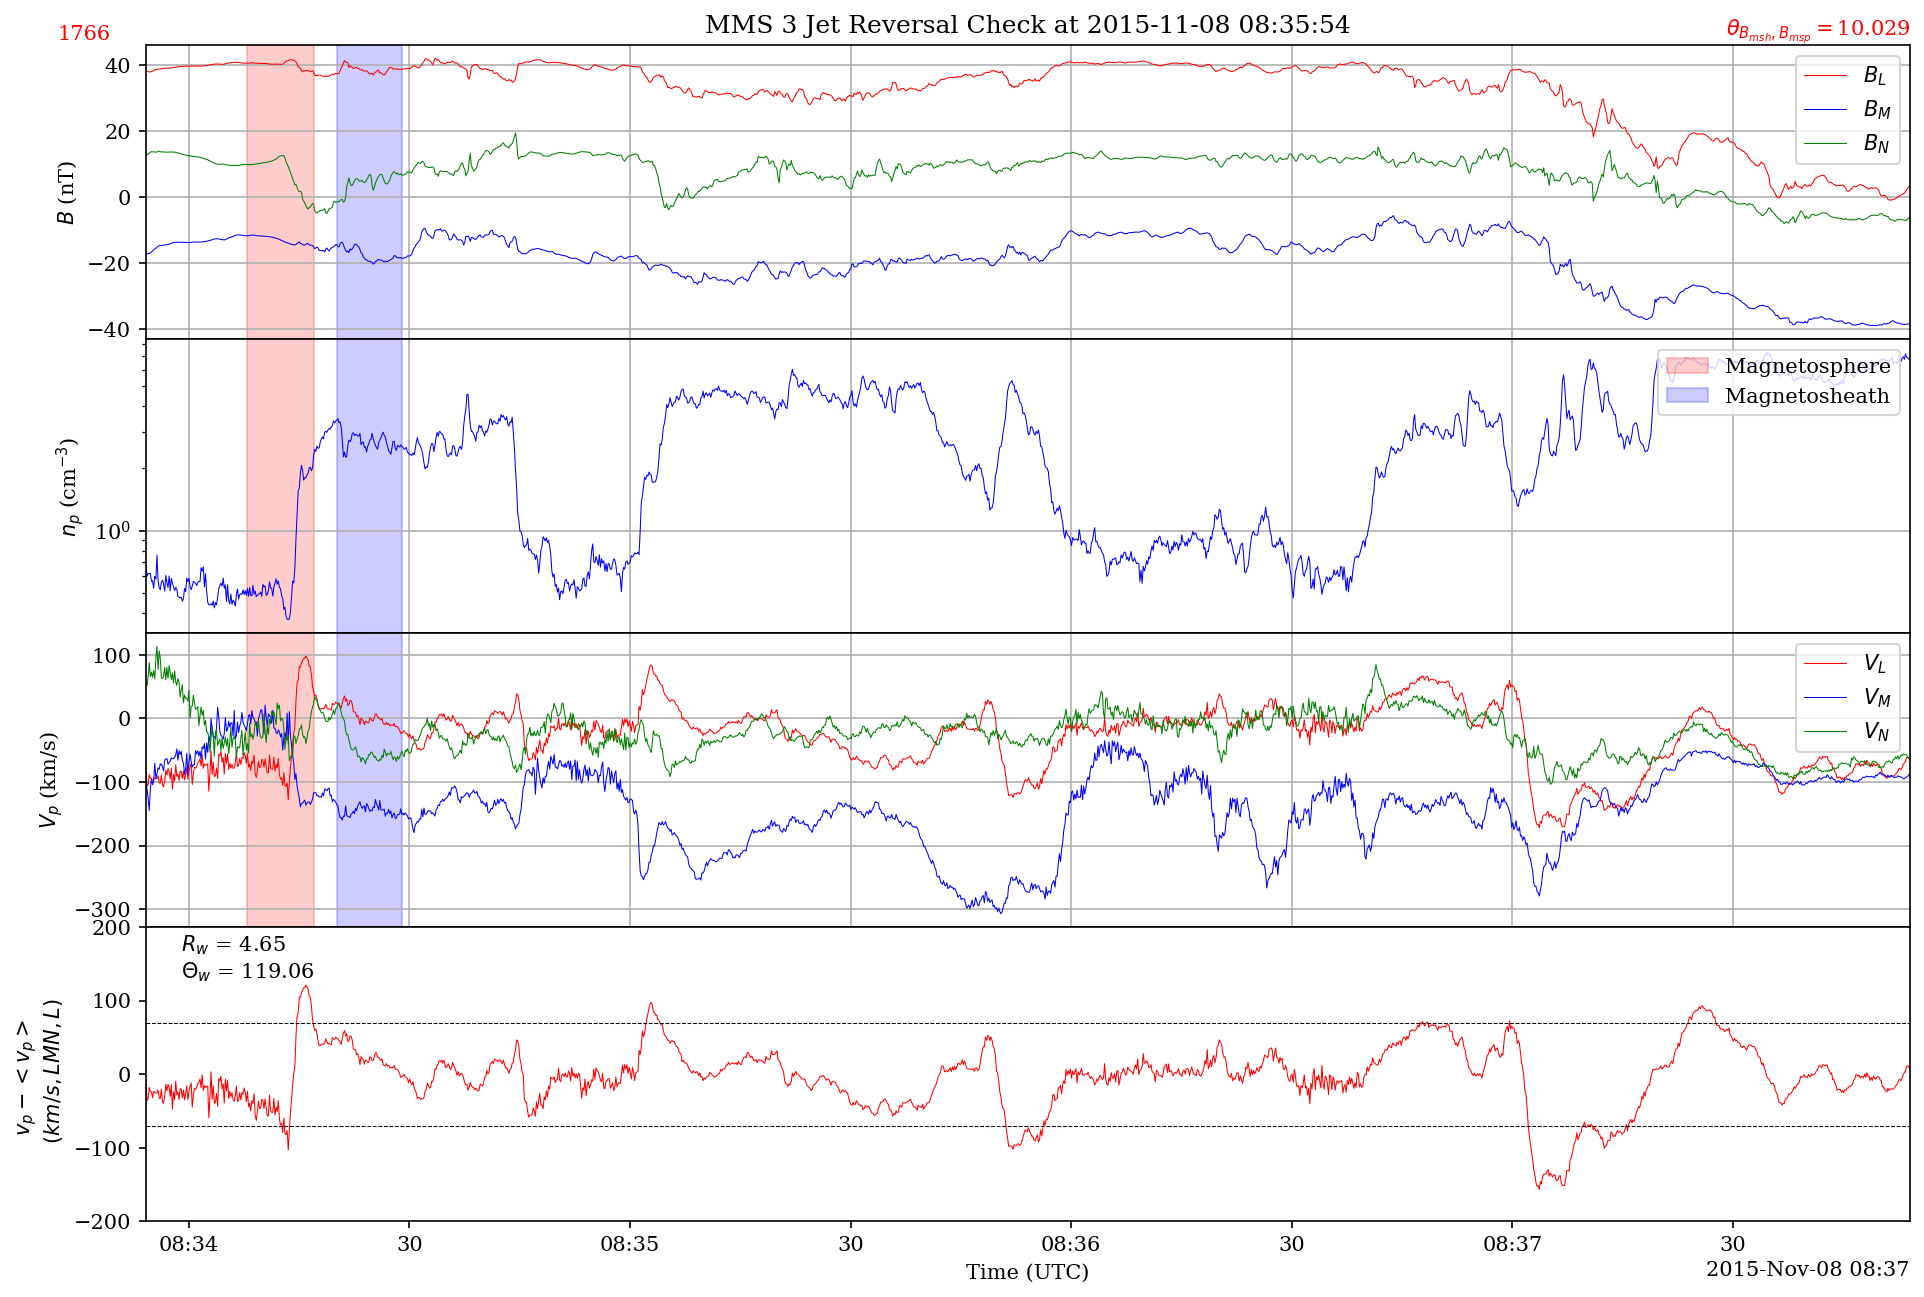 MMS 3 Jet Reversal Check at 2015-11-08 08:35:54
1766
θ_{B_{msh}, B_{msp}} = 10.029
40
20
0
−20
−40
B (nT)
B_L
B_M
B_N
10^0
n_p (cm^{−3})
Magnetosphere
Magnetosheath
100
0
−100
−200
−300
V_p (km/s)
V_L
V_M
V_N
200
100
0
−100
−200
v_p − < v_p >
(km/s, LMN, L)
R_w = 4.65
Θ_w = 119.06
08:34
30
08:35
30
08:36
30
08:37
30
Time (UTC)
2015-Nov-08 08:37